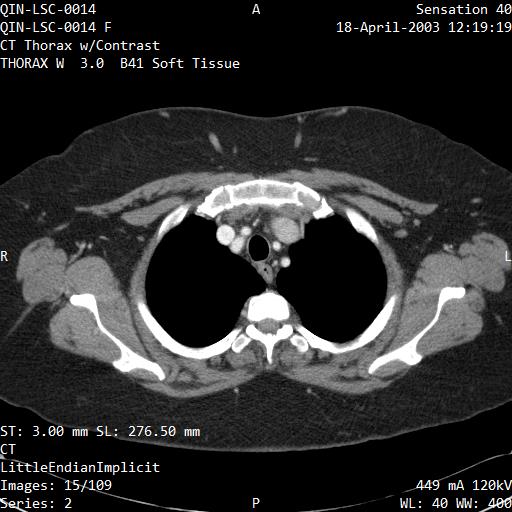 QIN-LSC-0014 A Sensation 40
QIN-LSC-0014 F 18-April-2003 12:19:19
CT Thorax w/Contrast
THORAX W 3.0 B41 Soft Tissue
R L
ST: 3.00 mm SL: 276.50 mm
CT
LittleEndianImplicit
Images: 15/109 449 mA 120kV
Series: 2 P WL: 40 WW: 400